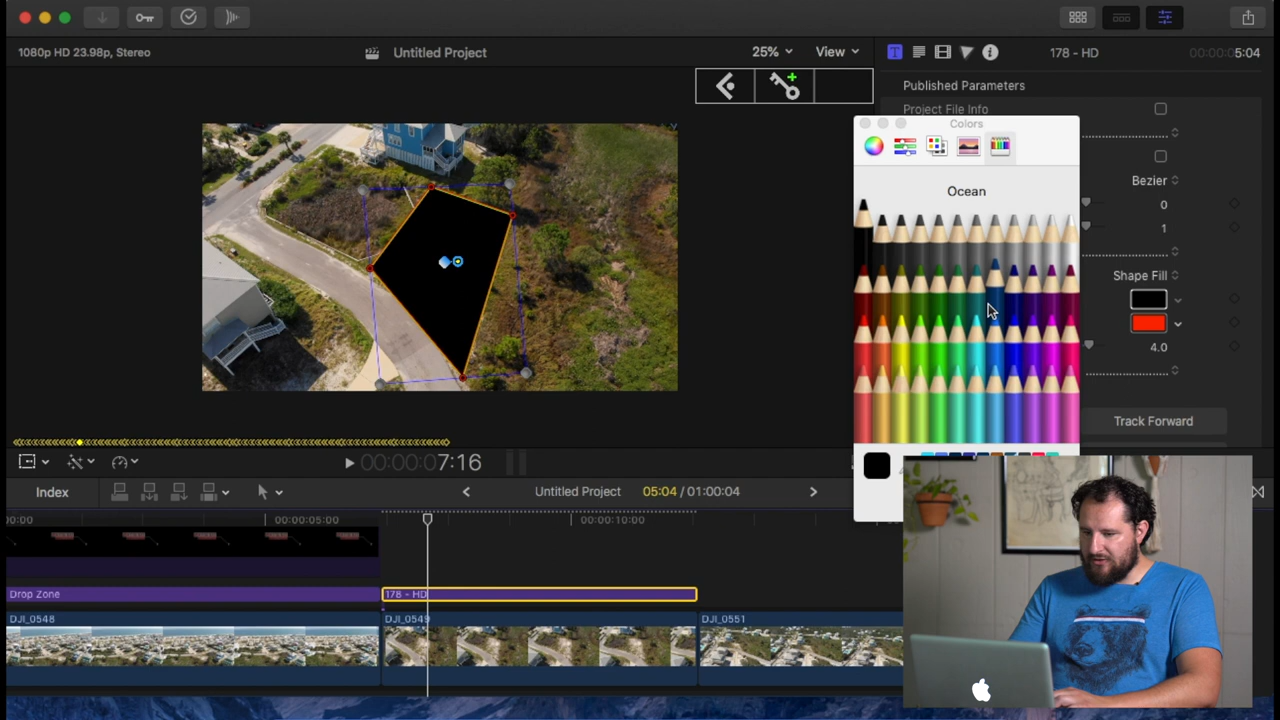 1080p HD 23.98p, Stereo
Untitled Project
25%
View
178 - HD
5:04
Published Parameters
Project File Info
Colors
Ocean
Bezier
0
1
Shape Fill
4.0
Track Forward
00:00:07:16
Index
Untitled Project
05:04 / 01:00:04
00:00
00:00:05:00
00:00:10:00
Drop Zone
178 - HD
DJI_0548
DJI_0549
DJI_0551